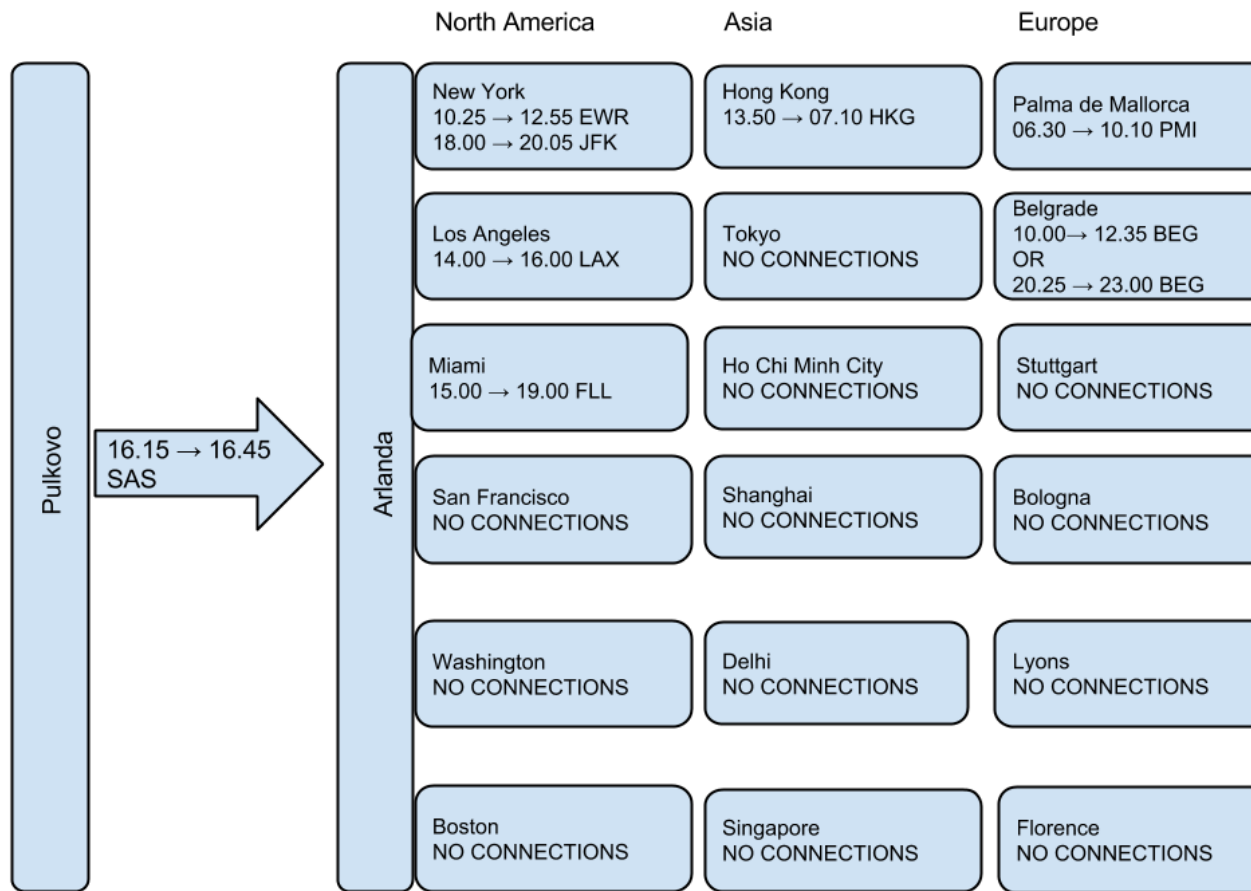 North America
Asia
Europe
Pulkovo
16.15 → 16.45
SAS
Arlanda
New York
10.25 → 12.55 EWR
18.00 → 20.05 JFK
Hong Kong
13.50 → 07.10 HKG
Palma de Mallorca
06.30 → 10.10 PMI
Los Angeles
14.00 → 16.00 LAX
Tokyo
NO CONNECTIONS
Belgrade
10.00→ 12.35 BEG
OR
20.25 → 23.00 BEG
Miami
15.00 → 19.00 FLL
Ho Chi Minh City
NO CONNECTIONS
Stuttgart
NO CONNECTIONS
San Francisco
NO CONNECTIONS
Shanghai
NO CONNECTIONS
Bologna
NO CONNECTIONS
Washington
NO CONNECTIONS
Delhi
NO CONNECTIONS
Lyons
NO CONNECTIONS
Boston
NO CONNECTIONS
Singapore
NO CONNECTIONS
Florence
NO CONNECTIONS